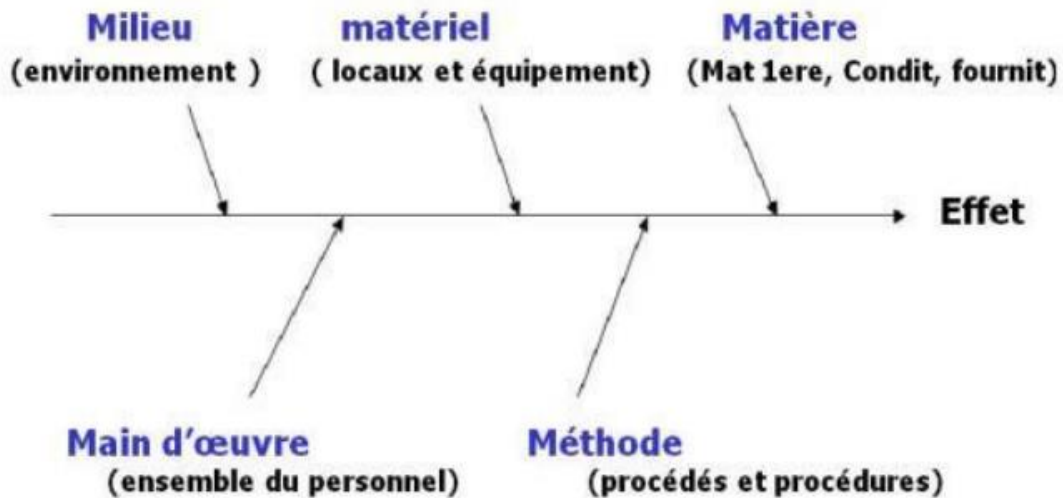 Milieu
(environnement )
matériel
( locaux et équipement)
Matière
(Mat 1ere, Condit, fournit)
Effet
Main d'œuvre
(ensemble du personnel)
Méthode
(procédés et procédures)